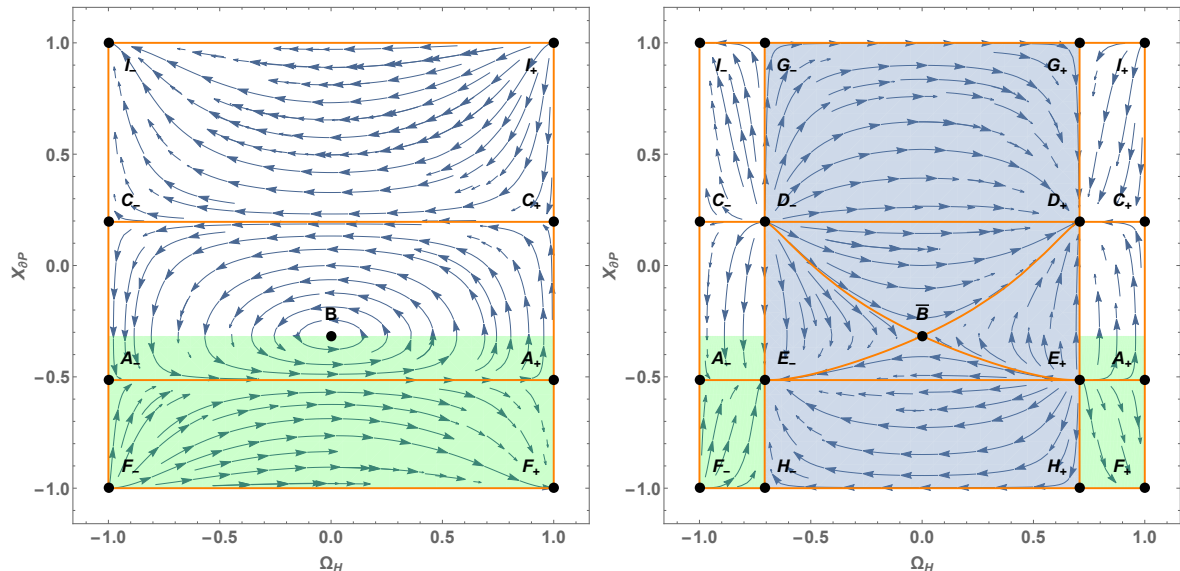 1.0
0.5
0.0
−0.5
−1.0
X∂P
I− I+
C− C+
B
A− A+
F− F+
−1.0 −0.5 0.0 0.5 1.0
ΩH
1.0
0.5
0.0
−0.5
−1.0
X∂P
I− G− G+ I+
C− D− D+ C+
B̅
A− E− E+ A+
F− H− H+ F+
−1.0 −0.5 0.0 0.5 1.0
ΩH